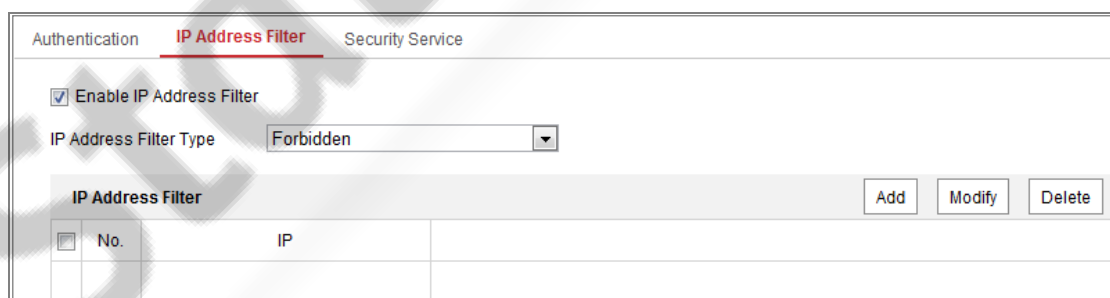 Authentication IP Address Filter Security Service
Enable IP Address Filter
IP Address Filter Type Forbidden
IP Address Filter Add Modify Delete
No. IP